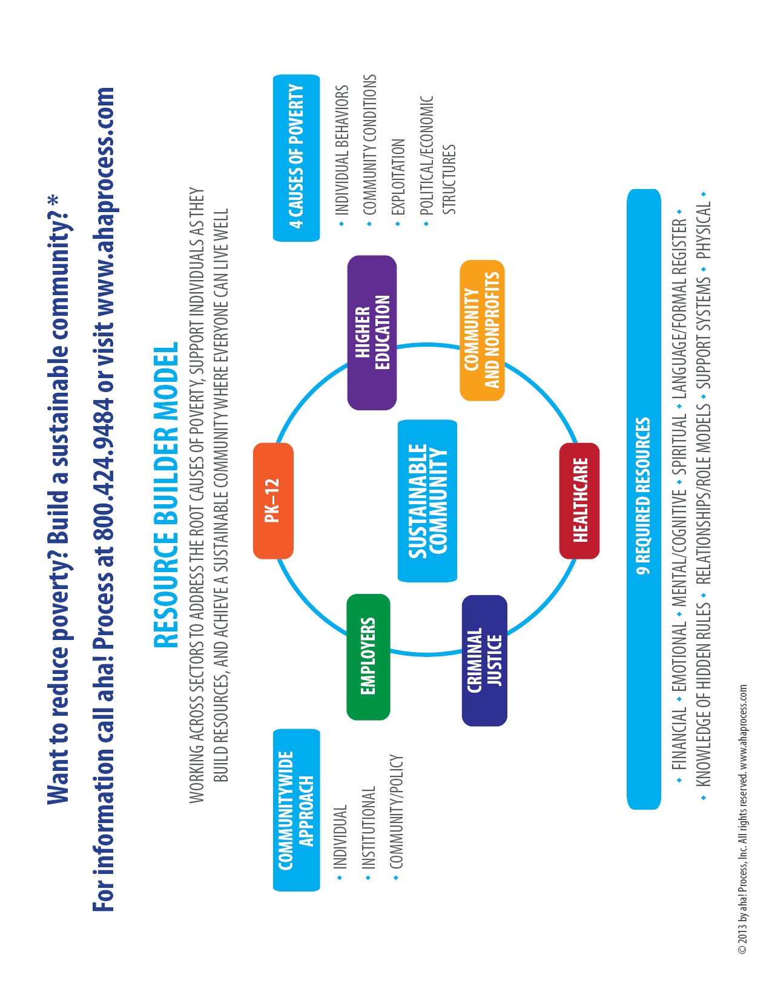 Want to reduce poverty? Build a sustainable community?*
For information call aha! Process at 800.424.9484 or visit www.ahaprocess.com
RESOURCE BUILDER MODEL
WORKING ACROSS SECTORS TO ADDRESS THE ROOT CAUSES OF POVERTY, SUPPORT INDIVIDUALS AS THEY
BUILD RESOURCES, AND ACHIEVE A SUSTAINABLE COMMUNITY WHERE EVERYONE CAN LIVE WELL
COMMUNITYWIDE
APPROACH
• INDIVIDUAL
• INSTITUTIONAL
• COMMUNITY/POLICY
PK–12
EMPLOYERS
HIGHER
EDUCATION
SUSTAINABLE
COMMUNITY
CRIMINAL
JUSTICE
COMMUNITY
AND NONPROFITS
HEALTHCARE
4 CAUSES OF POVERTY
• INDIVIDUAL BEHAVIORS
• COMMUNITY CONDITIONS
• EXPLOITATION
• POLITICAL/ECONOMIC
STRUCTURES
9 REQUIRED RESOURCES
• FINANCIAL • EMOTIONAL • MENTAL/COGNITIVE • SPIRITUAL • LANGUAGE/FORMAL REGISTER •
• KNOWLEDGE OF HIDDEN RULES • RELATIONSHIPS/ROLE MODELS • SUPPORT SYSTEMS • PHYSICAL •
© 2013 by aha! Process, Inc. All rights reserved. www.ahaprocess.com